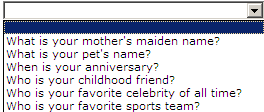 What is your mother's maiden name?
What is your pet's name?
When is your anniversary?
Who is your childhood friend?
Who is your favorite celebrity of all time?
Who is your favorite sports team?